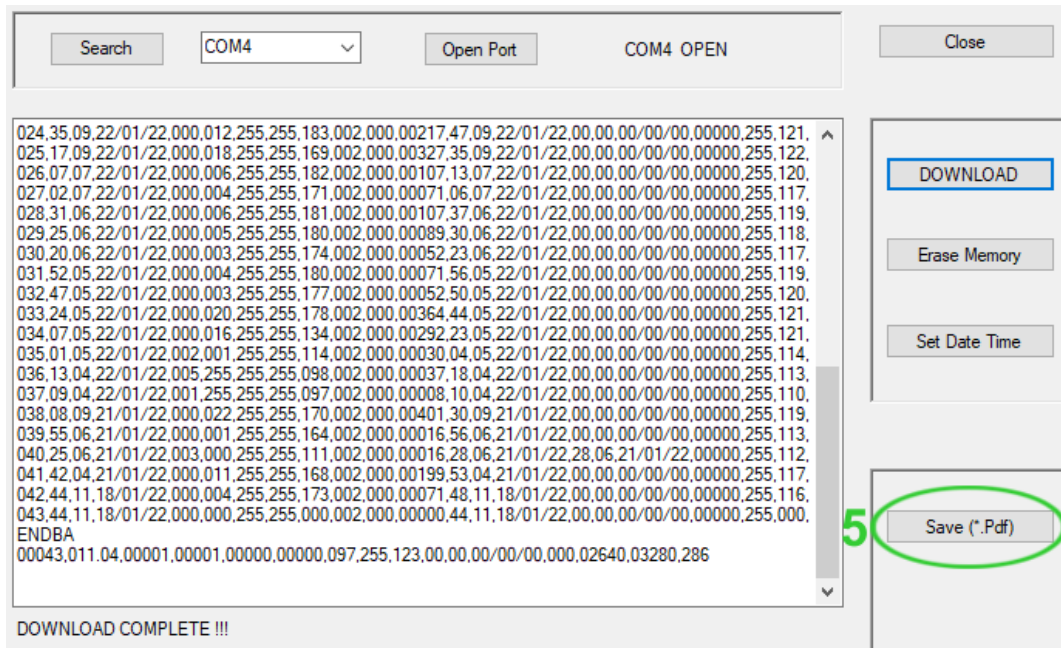 Search
COM4
Open Port
COM4 OPEN
Close
024,35,09,22/01/22,000,012,255,255,183,002,000,00217,47,09,22/01/22,00,00,00/00/00,00000,255,121,
025,17,09,22/01/22,000,018,255,255,169,002,000,00327,35,09,22/01/22,00,00,00/00/00,00000,255,122,
026,07,07,22/01/22,000,006,255,255,182,002,000,00107,13,07,22/01/22,00,00,00/00/00,00000,255,120,
027,02,07,22/01/22,000,004,255,255,171,002,000,00071,06,07,22/01/22,00,00,00/00/00,00000,255,117,
028,31,06,22/01/22,000,006,255,255,181,002,000,00107,37,06,22/01/22,00,00,00/00/00,00000,255,119,
029,25,06,22/01/22,000,005,255,255,180,002,000,00089,30,06,22/01/22,00,00,00/00/00,00000,255,118,
030,20,06,22/01/22,000,003,255,255,174,002,000,00052,23,06,22/01/22,00,00,00/00/00,00000,255,117,
031,52,05,22/01/22,000,004,255,255,180,002,000,00071,56,05,22/01/22,00,00,00/00/00,00000,255,119,
032,47,05,22/01/22,000,003,255,255,177,002,000,00052,50,05,22/01/22,00,00,00/00/00,00000,255,120,
033,24,05,22/01/22,000,020,255,255,178,002,000,00364,44,05,22/01/22,00,00,00/00/00,00000,255,121,
034,07,05,22/01/22,000,016,255,255,134,002,000,00292,23,05,22/01/22,00,00,00/00/00,00000,255,121,
035,01,05,22/01/22,002,001,255,255,114,002,000,00030,04,05,22/01/22,00,00,00/00/00,00000,255,114,
036,13,04,22/01/22,005,255,255,255,098,002,000,00037,18,04,22/01/22,00,00,00/00/00,00000,255,113,
037,09,04,22/01/22,001,255,255,255,097,002,000,00008,10,04,22/01/22,00,00,00/00/00,00000,255,110,
038,08,09,21/01/22,000,022,255,255,170,002,000,00401,30,09,21/01/22,00,00,00/00/00,00000,255,119,
039,55,06,21/01/22,000,001,255,255,164,002,000,00016,56,06,21/01/22,00,00,00/00/00,00000,255,113,
040,25,06,21/01/22,003,000,255,255,111,002,000,00016,28,06,21/01/22,28,06,21/01/22,00000,255,112,
041,42,04,21/01/22,000,011,255,255,168,002,000,00199,53,04,21/01/22,00,00,00/00/00,00000,255,117,
042,44,11,18/01/22,000,004,255,255,173,002,000,00071,48,11,18/01/22,00,00,00/00/00,00000,255,116,
043,44,11,18/01/22,000,000,255,255,000,002,000,00000,44,11,18/01/22,00,00,00/00/00,00000,255,000,
ENDBA
00043,011.04,00001,00001,00000,00000,097,255,123,00,00,00/00/00,000,02640,03280,286
DOWNLOAD COMPLETE !!!
DOWNLOAD
Erase Memory
Set Date Time
5
Save (*.Pdf)